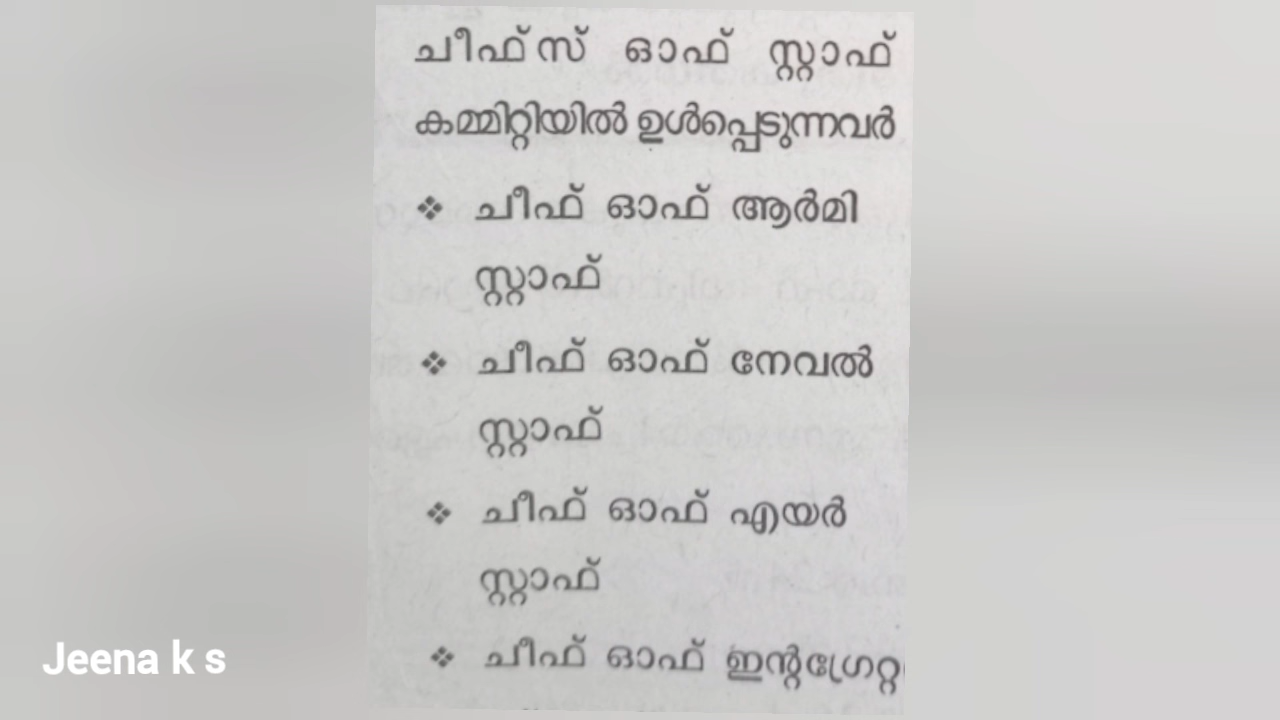 ചീഫ്സ് ഓഫ് സ്റ്റാഫ്
കമ്മിറ്റിയിൽ ഉൾപ്പെടുന്നവർ
❖ ചീഫ് ഓഫ് ആർമി
സ്റ്റാഫ്
❖ ചീഫ് ഓഫ് നേവൽ
സ്റ്റാഫ്
❖ ചീഫ് ഓഫ് എയർ
സ്റ്റാഫ്
❖ ചീഫ് ഓഫ്
Jeena k s